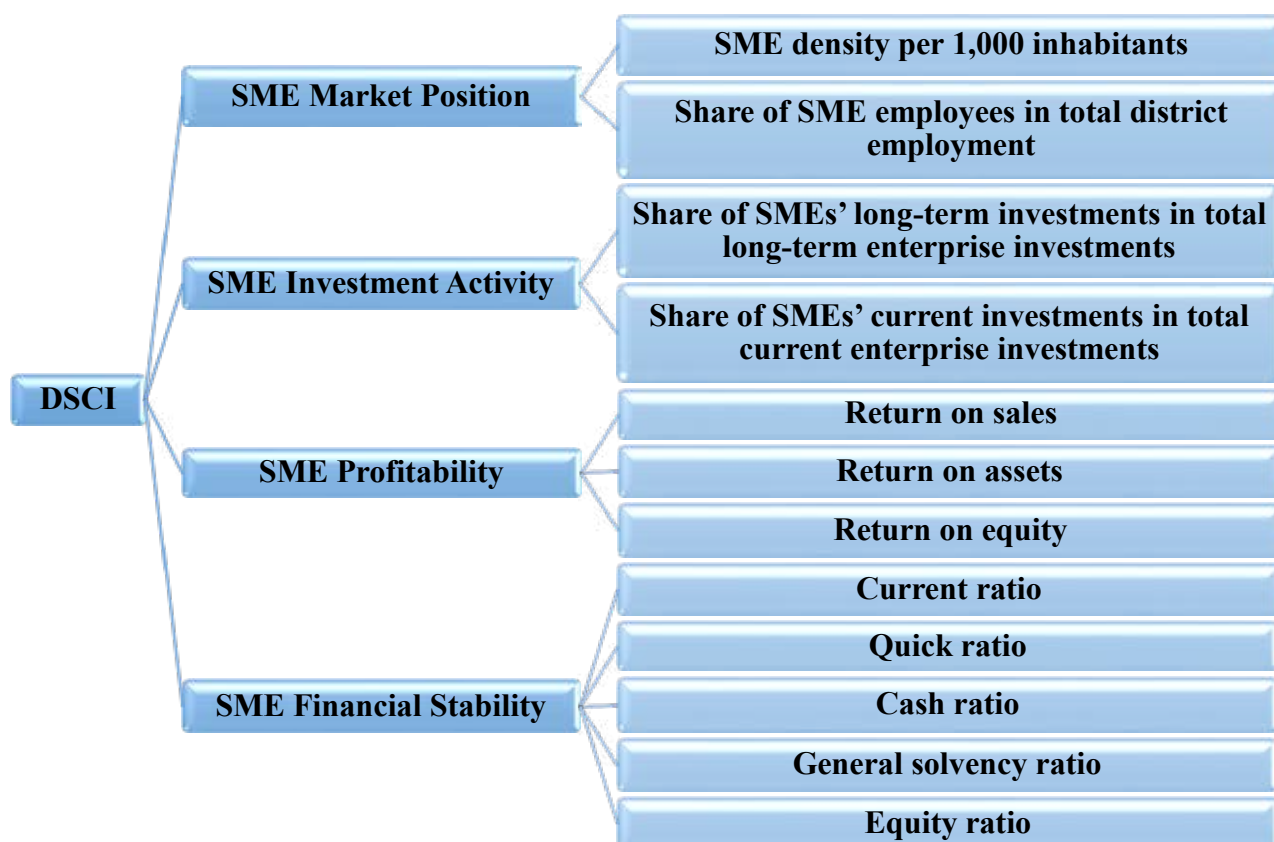 DSCI
SME Market Position
SME density per 1,000 inhabitants
Share of SME employees in total district
employment
SME Investment Activity
Share of SMEs’ long-term investments in total
long-term enterprise investments
Share of SMEs’ current investments in total
current enterprise investments
SME Profitability
Return on sales
Return on assets
Return on equity
SME Financial Stability
Current ratio
Quick ratio
Cash ratio
General solvency ratio
Equity ratio